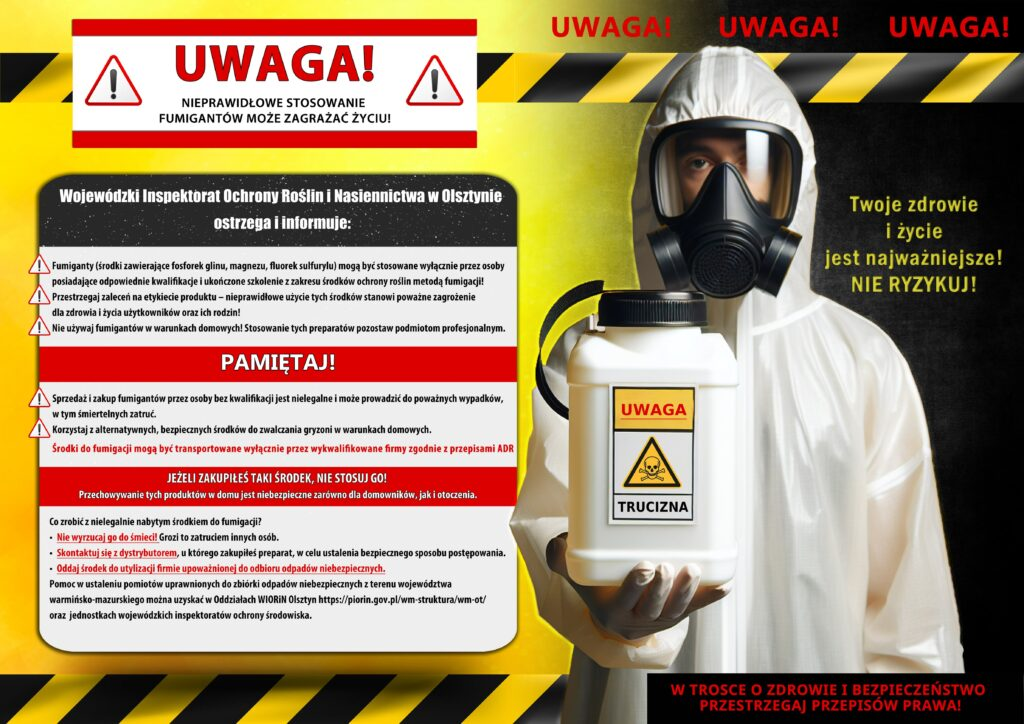 UWAGA!
NIEPRAWIDŁOWE STOSOWANIE
FUMIGANTÓW MOŻE ZAGRAŻAĆ ŻYCIU!
Wojewódzki Inspektorat Ochrony Roślin i Nasiennictwa w Olsztynie
ostrzega i informuje:
Fumiganty (środki zawierające fosforek glinu, magnezu, fluorek sulfurylu) mogą być stosowane wyłącznie przez osoby
posiadające odpowiednie kwalifikacje i ukończone szkolenie z zakresu środków ochrony roślin metodą fumigacji!
Przestrzegaj zaleceń na etykiecie produktu – nieprawidłowe użycie tych środków stanowi poważne zagrożenie
dla zdrowia i życia użytkowników oraz ich rodzin!
Nie używaj fumigantów w warunkach domowych! Stosowanie tych preparatów pozostaw podmiotom profesjonalnym.
PAMIĘTAJ!
Sprzedaż i zakup fumigantów przez osoby bez kwalifikacji jest nielegalne i może prowadzić do poważnych wypadków,
w tym śmiertelnych zatruć.
Korzystaj z alternatywnych, bezpiecznych środków do zwalczania gryzoni w warunkach domowych.
Środki do fumigacji mogą być transportowane wyłącznie przez wykwalifikowane firmy zgodnie z przepisami ADR
JEŻELI ZAKUPIŁEŚ TAKI ŚRODEK, NIE STOSUJ GO!
Przechowywanie tych produktów w domu jest niebezpieczne zarówno dla domowników, jak i otoczenia.
Co zrobić z nielegalnie nabytym środkiem do fumigacji?
• Nie wyrzucaj go do śmieci! Grozi to zatruciem innych osób.
• Skontaktuj się z dystrybutorem, u którego zakupiłeś preparat, w celu ustalenia bezpiecznego sposobu postępowania.
• Oddaj środek do utylizacji firmie upoważnionej do odbioru odpadów niebezpiecznych.
Pomoc w ustaleniu pomiotów uprawnionych do zbiórki odpadów niebezpiecznych z terenu województwa
warmińsko-mazurskiego można uzyskać w Oddziałach WIORiN Olsztyn https://piorin.gov.pl/wm-struktura/wm-ot/
oraz jednostkach wojewódzkich inspektoratów ochrony środowiska.
UWAGA! UWAGA! UWAGA!
Twoje zdrowie
i życie
jest najważniejsze!
NIE RYZYKUJ!
UWAGA
TRUCIZNA
W TROSCE O ZDROWIE I BEZPIECZEŃSTWO
PRZESTRZEGAJ PRZEPISÓW PRAWA!